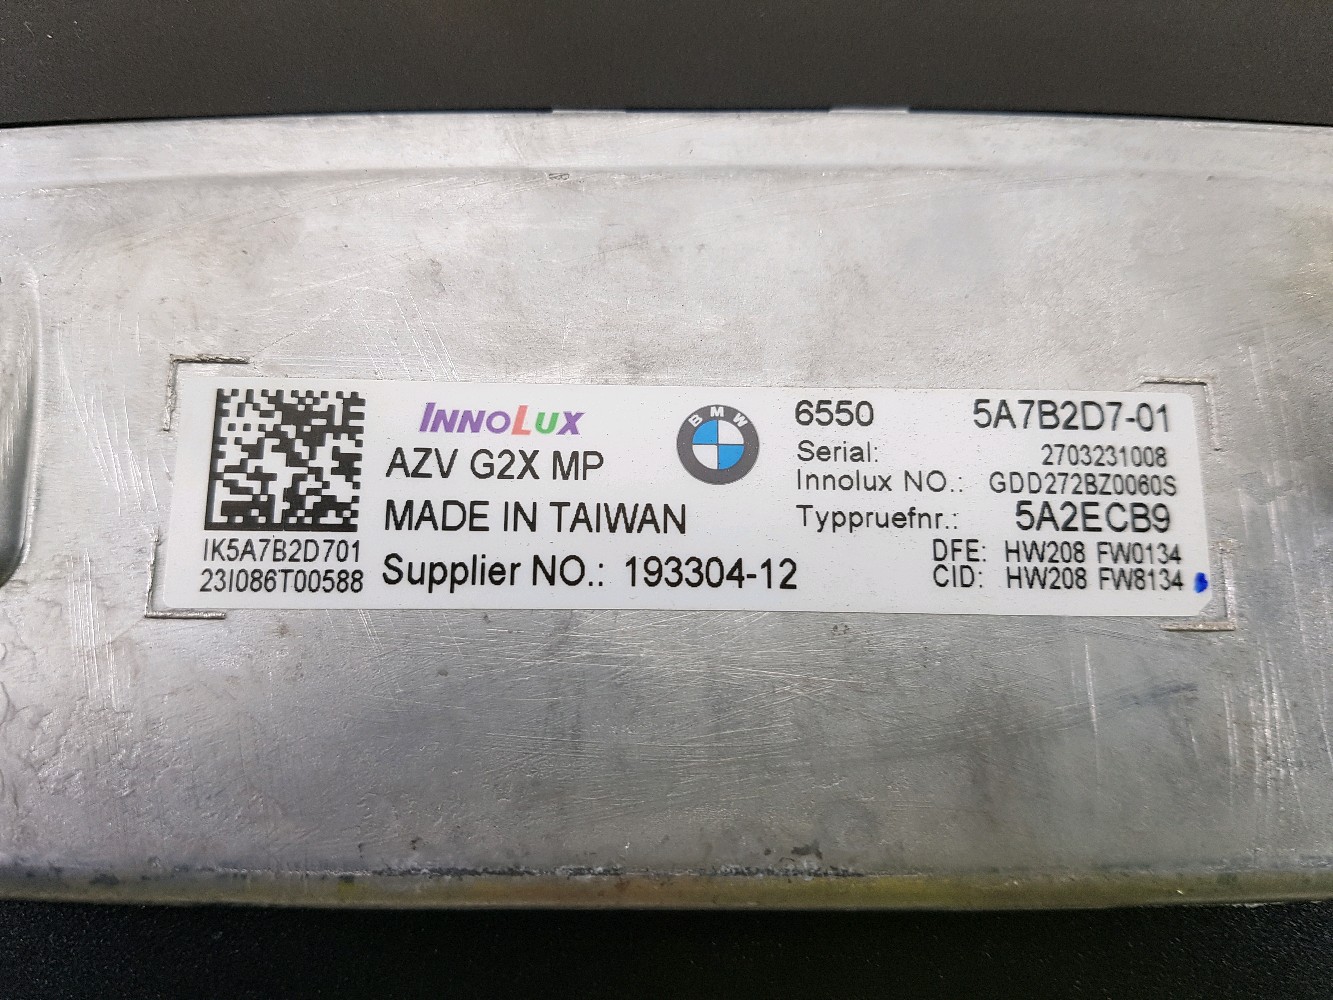 INNOLUX
AZV G2X MP
MADE IN TAIWAN
Supplier NO.: 193304-12
IK5A7B2D701
23I086T00588
BMW
6550 5A7B2D7-01
Serial: 2703231008
Innolux NO.: GDD272BZ0060S
Typpruefnr.: 5A2ECB9
DFE: HW208 FW0134
CID: HW208 FW8134